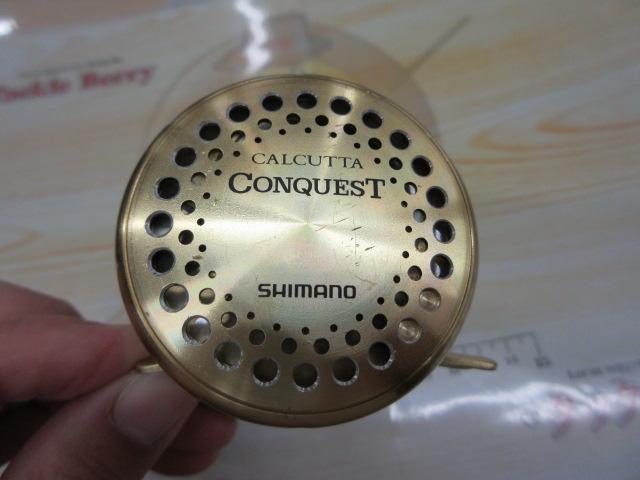 Tackle Berry
CALCUTTA
CONQUEST
SHIMANO